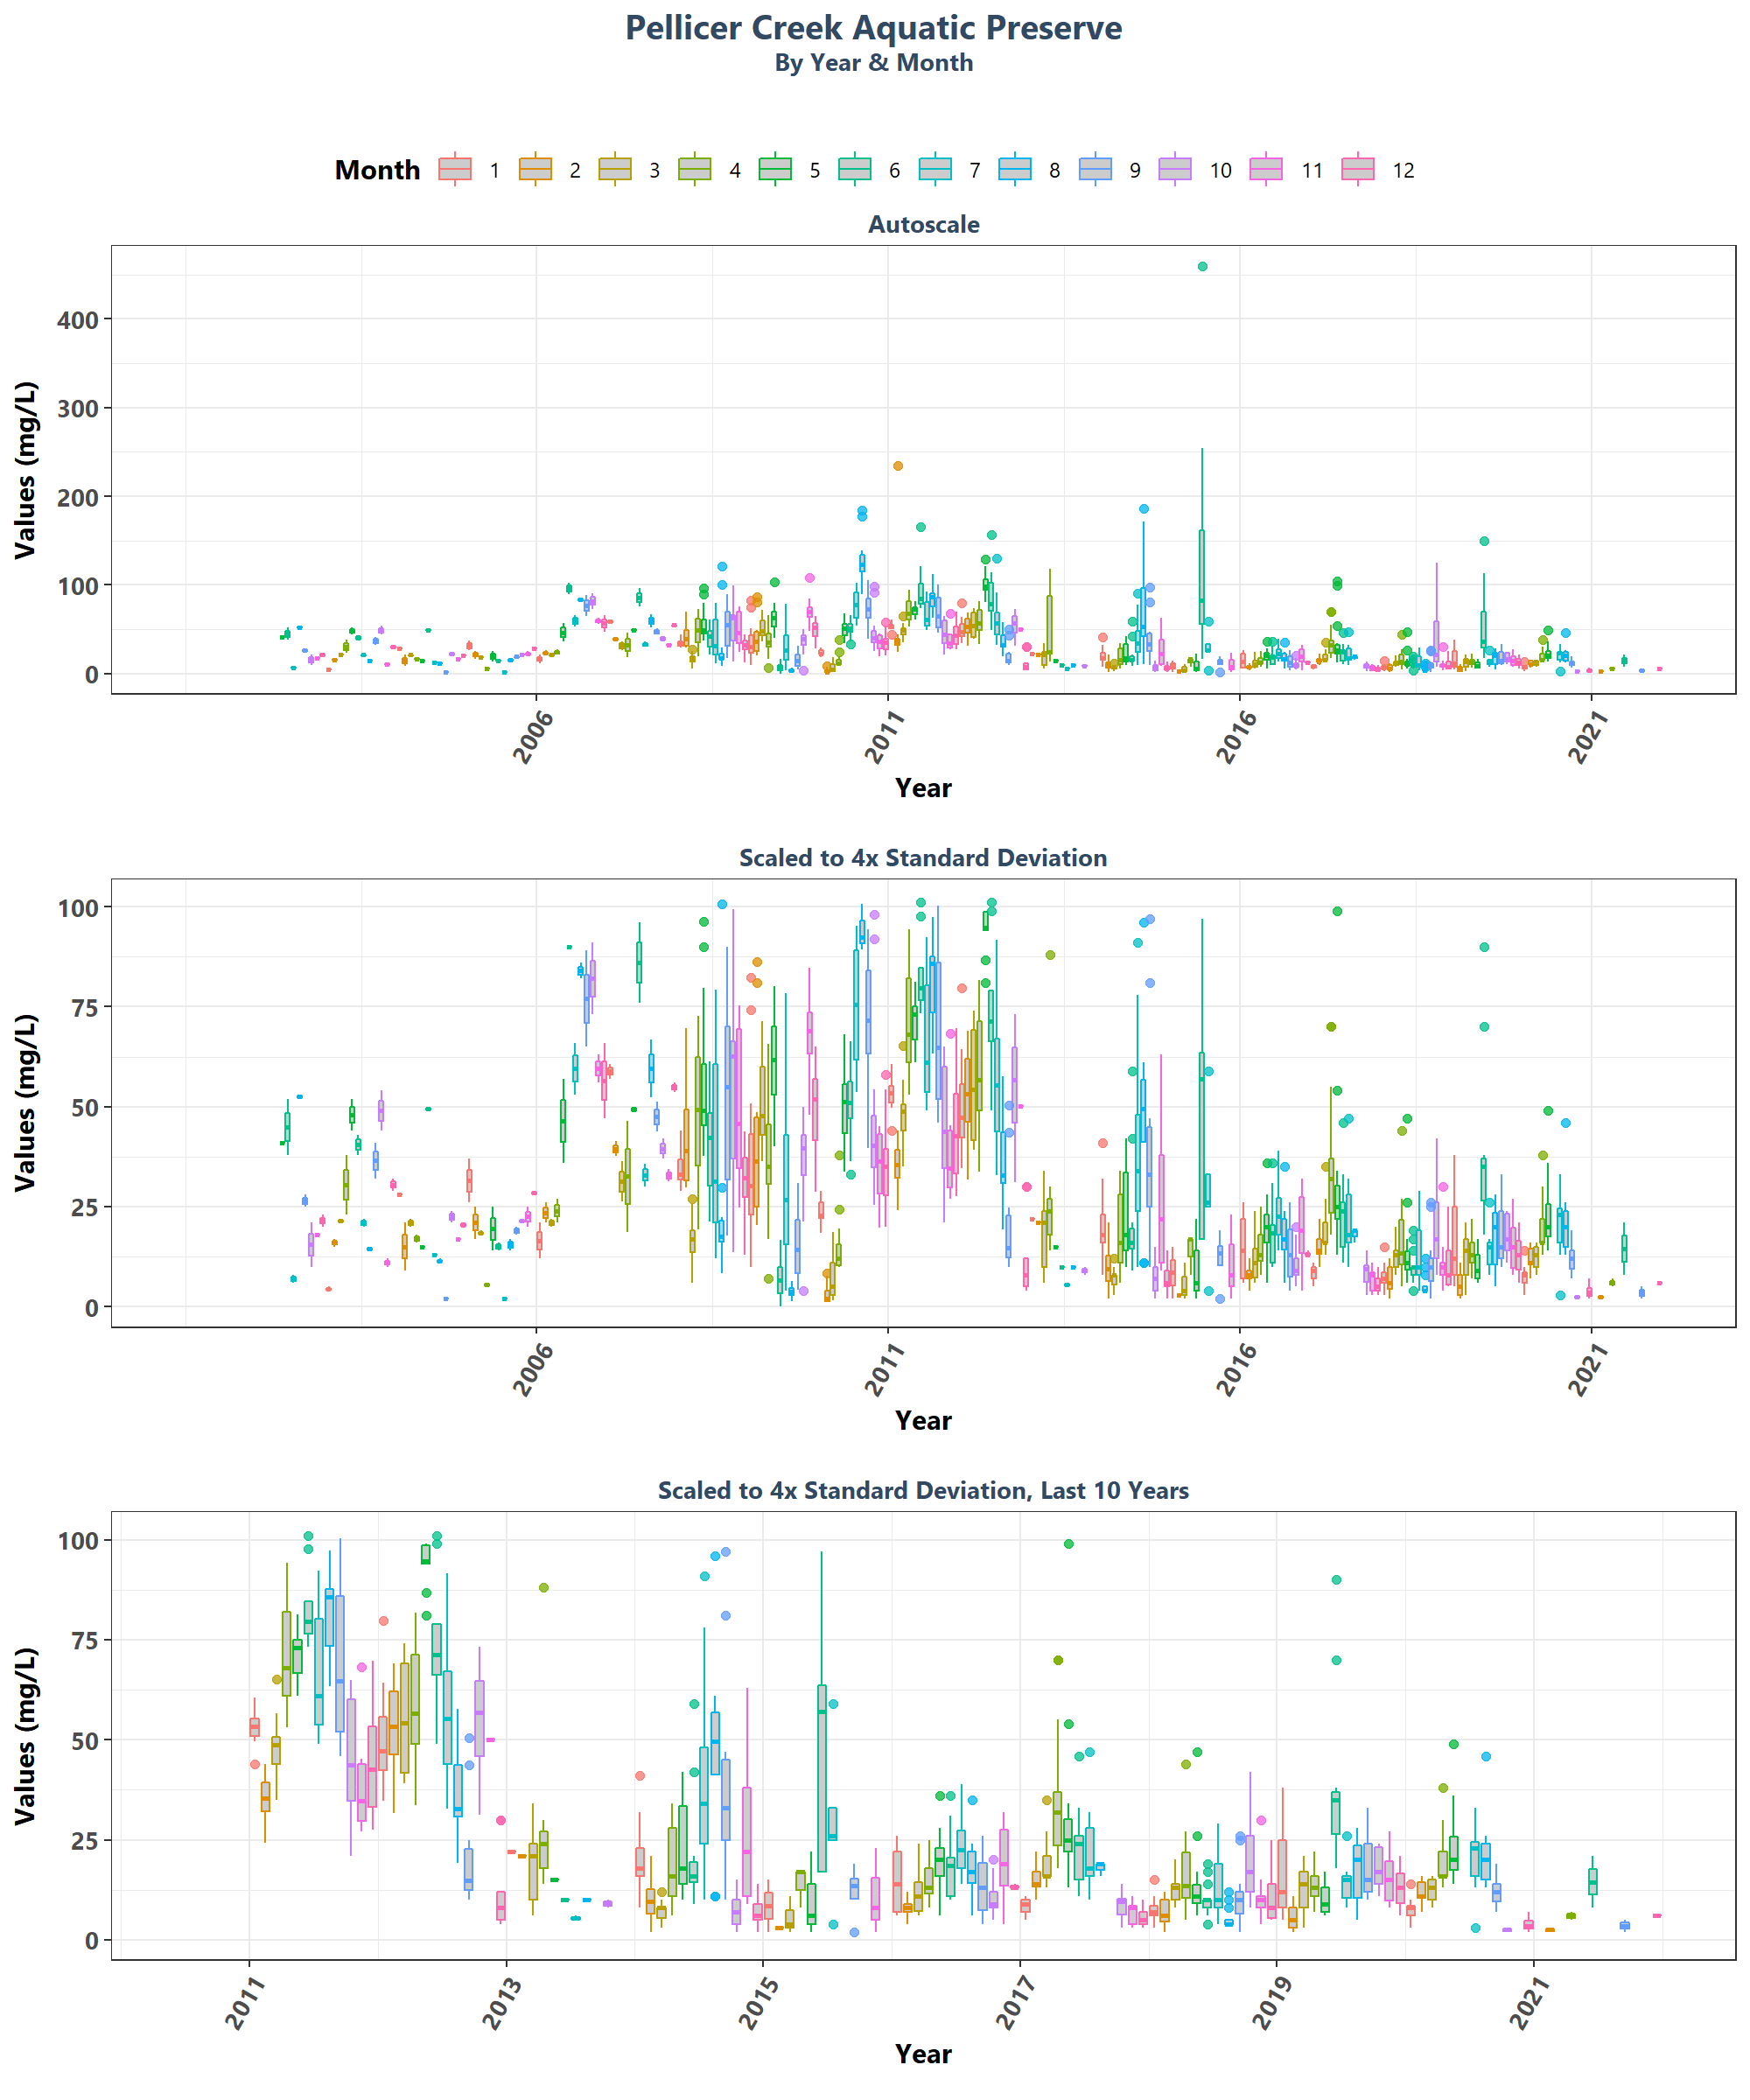 Pellicer Creek Aquatic Preserve
By Year & Month
Month 1 2 3 4 5 6 7 8 9 10 11 12
Autoscale
Values (mg/L)
400
300
200
100
0
2006 2011 2016 2021
Year
Scaled to 4x Standard Deviation
Values (mg/L)
100
75
50
25
0
2006 2011 2016 2021
Year
Scaled to 4x Standard Deviation, Last 10 Years
Values (mg/L)
100
75
50
25
0
2011 2013 2015 2017 2019 2021
Year